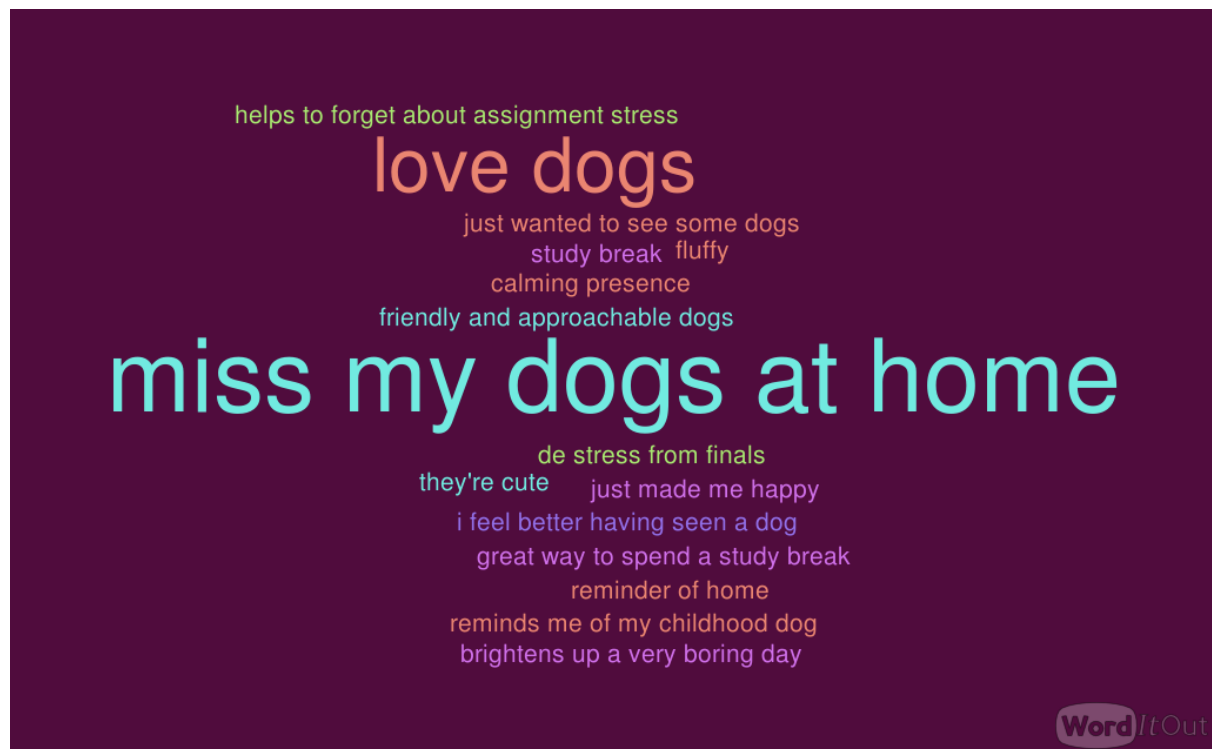 helps to forget about assignment stress
love dogs
just wanted to see some dogs
study break fluffy
calming presence
friendly and approachable dogs
miss my dogs at home
de stress from finals
they're cute just made me happy
i feel better having seen a dog
great way to spend a study break
reminder of home
reminds me of my childhood dog
brightens up a very boring day
WordItOut